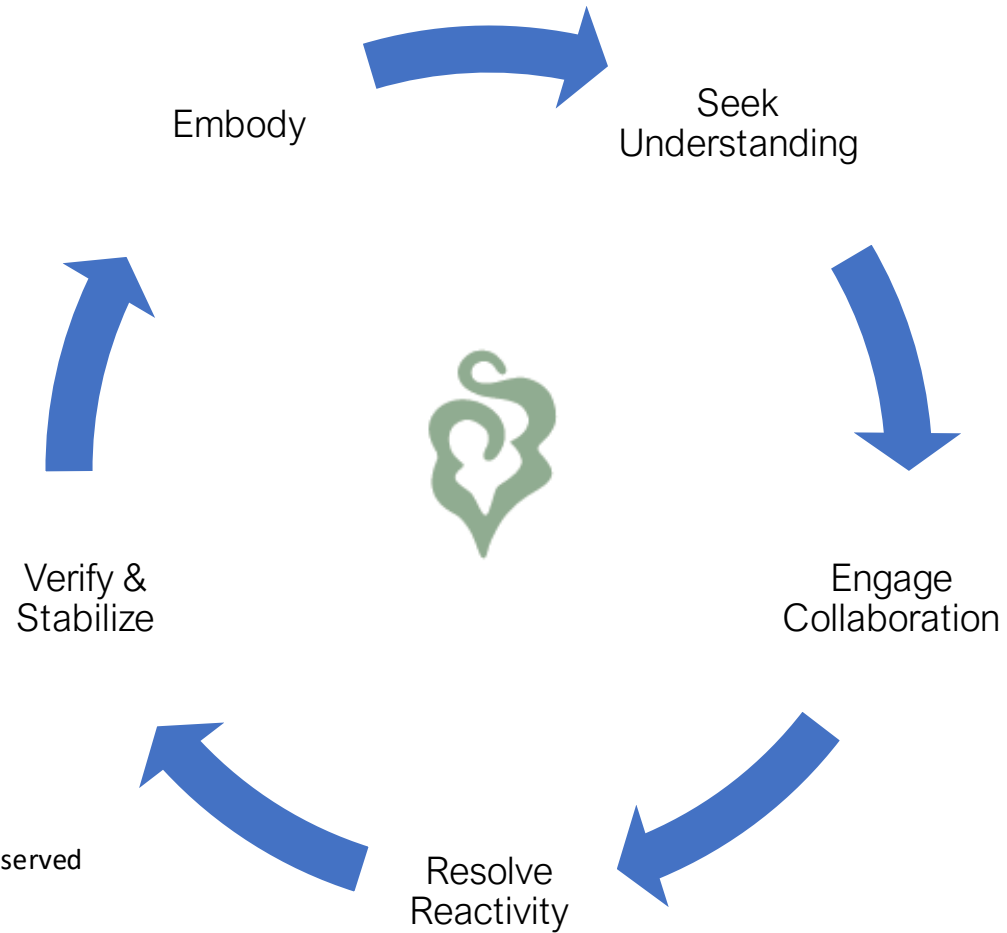 Embody
Seek
Understanding
Engage
Collaboration
Resolve
Reactivity
Verify &
Stabilize
served